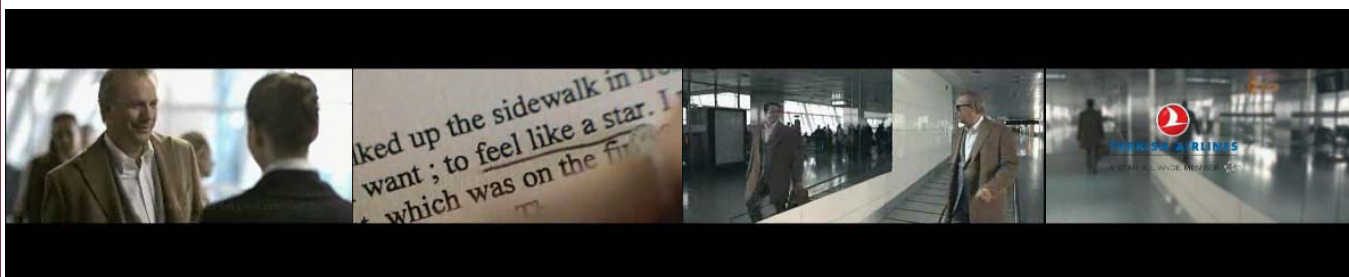 ked up the sidewalk in
want ; to feel like a star. I
which was on the
TURKISH AIRLINES
A STAR ALLIANCE MEMBER